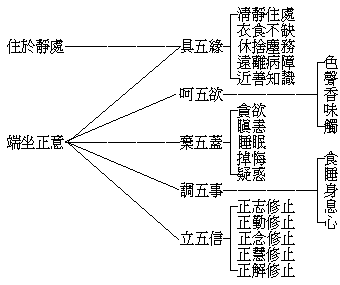 住於靜處
端坐正意
具五緣
清靜住處
衣食不缺
休捨塵務
遠離病障
近善知識
呵五欲
色
聲
香
味
觸
棄五蓋
貪欲
瞋恚
睡眠
掉悔
疑惑
調五事
食
睡
身
息
心
立五信
正志修止
正勤修止
正念修止
正慧修止
正解修止